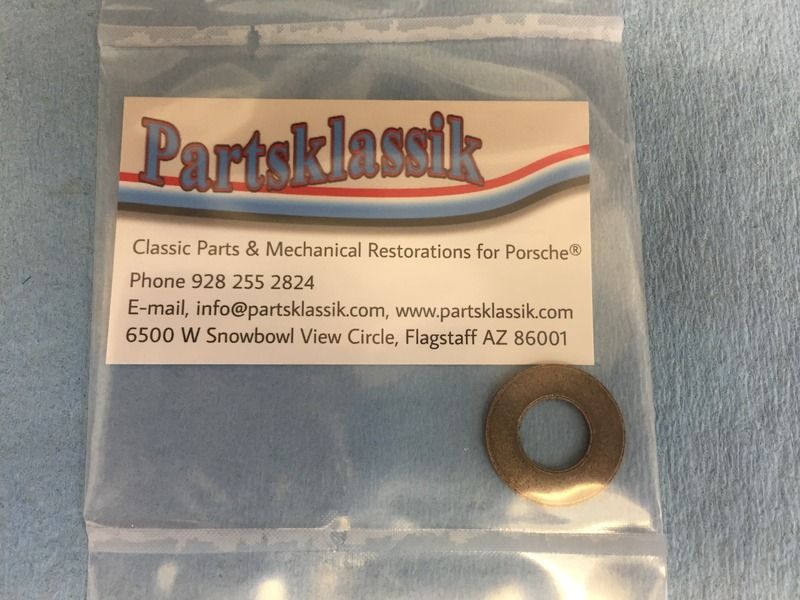 Partsklassik
Classic Parts & Mechanical Restorations for Porsche®
Phone 928 255 2824
E-mail, info@partsklassik.com, www.partsklassik.com
6500 W Snowbowl View Circle, Flagstaff AZ 86001